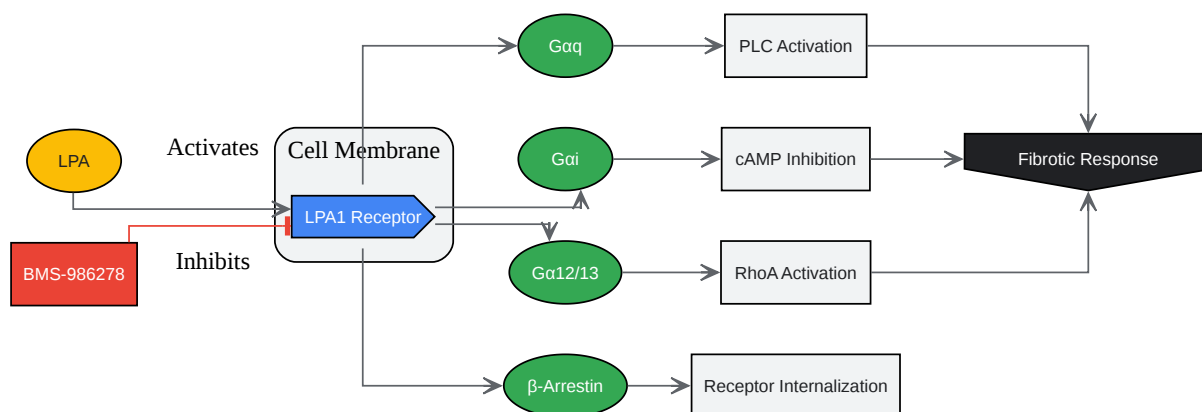 Gαq
PLC Activation
LPA
Activates
Cell Membrane
Gαi
cAMP Inhibition
Fibrotic Response
LPA1 Receptor
BMS-986278
Inhibits
Gα12/13
RhoA Activation
β-Arrestin
Receptor Internalization